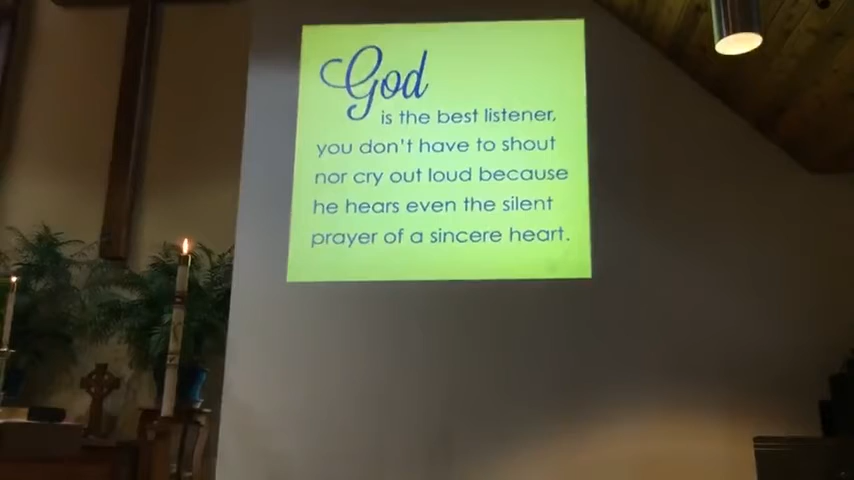 God
is the best listener,
you don't have to shout
nor cry out loud because
he hears even the silent
prayer of a sincere heart.